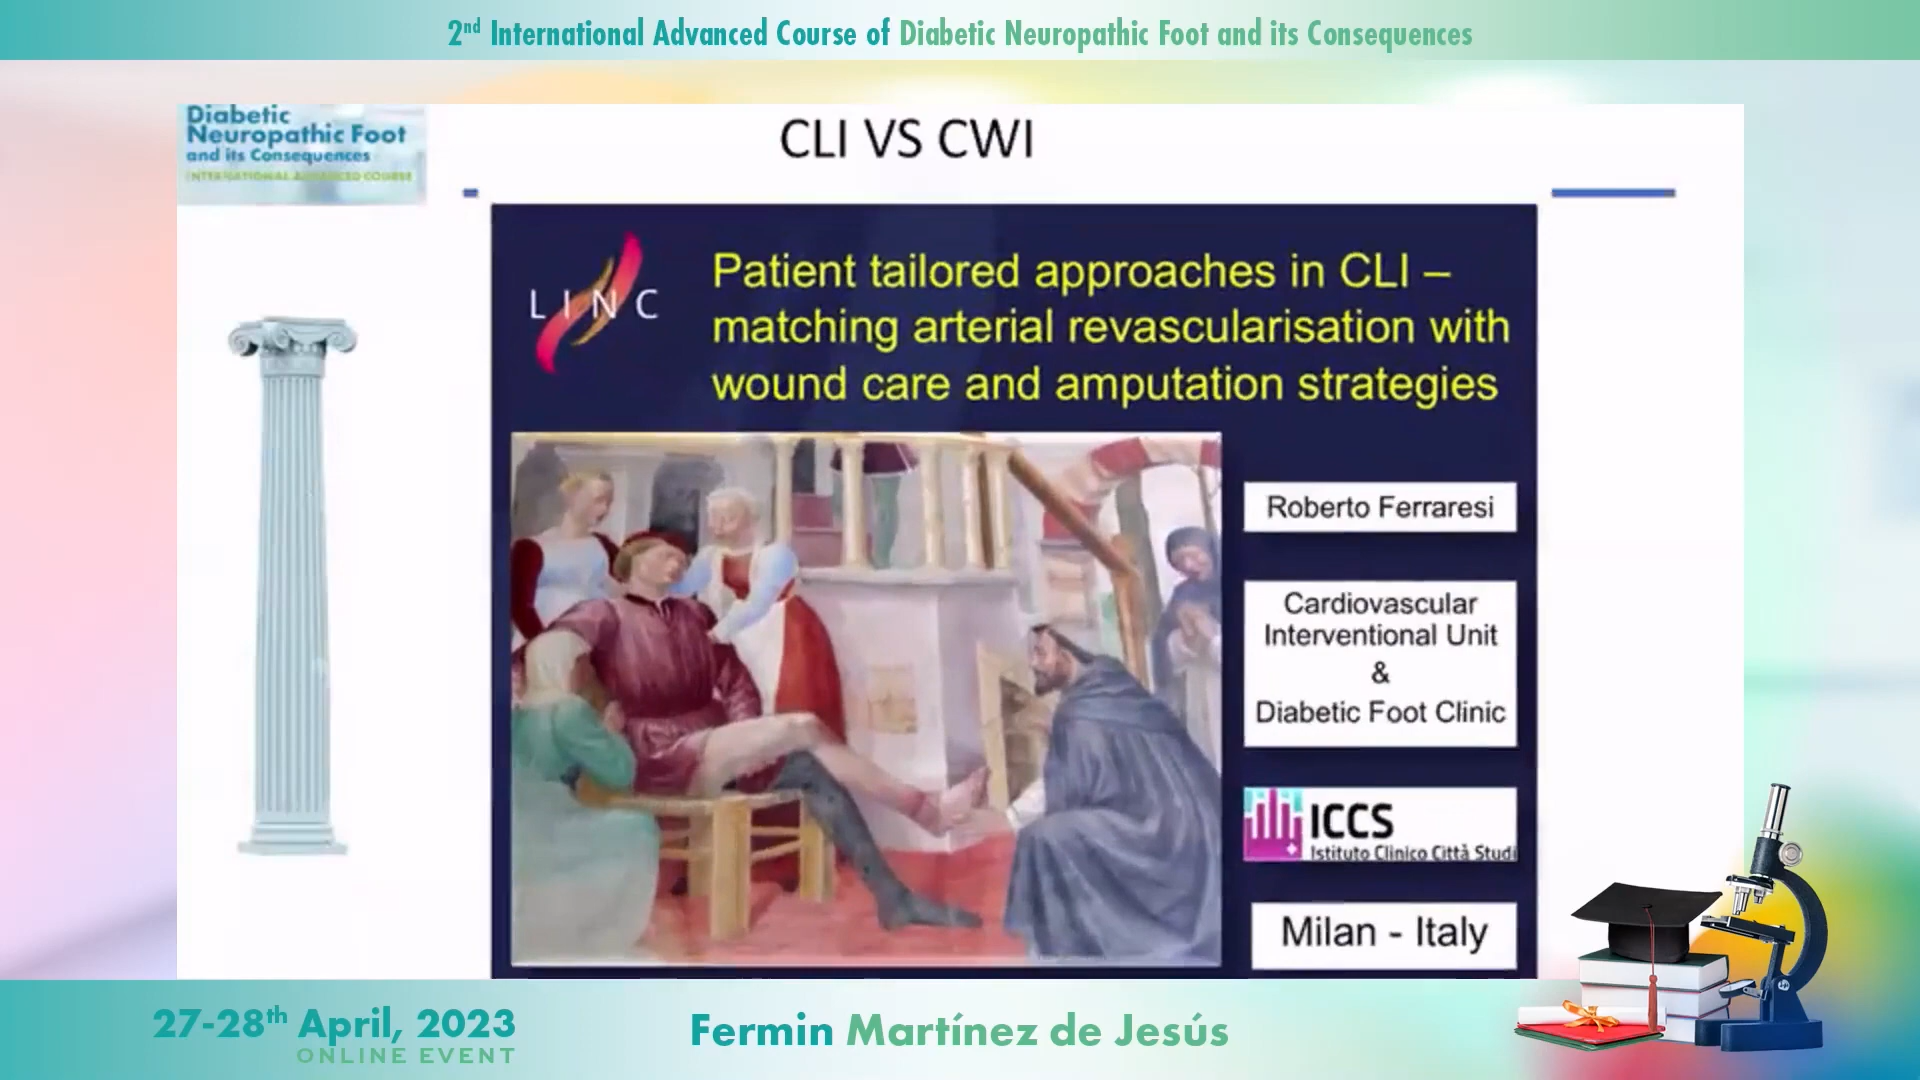 2nd International Advanced Course of Diabetic Neuropathic Foot and its Consequences
Diabetic
Neuropathic Foot
and its Consequences
INTERNATIONAL ADVANCED COURSE
CLI VS CWI
LINC
Patient tailored approaches in CLI –
matching arterial revascularisation with
wound care and amputation strategies
Roberto Ferraresi
Cardiovascular
Interventional Unit
&
Diabetic Foot Clinic
ICCS
Istituto Clinico Città Studi
Milan - Italy
27-28th April, 2023
ONLINE EVENT
Fermin Martínez de Jesús